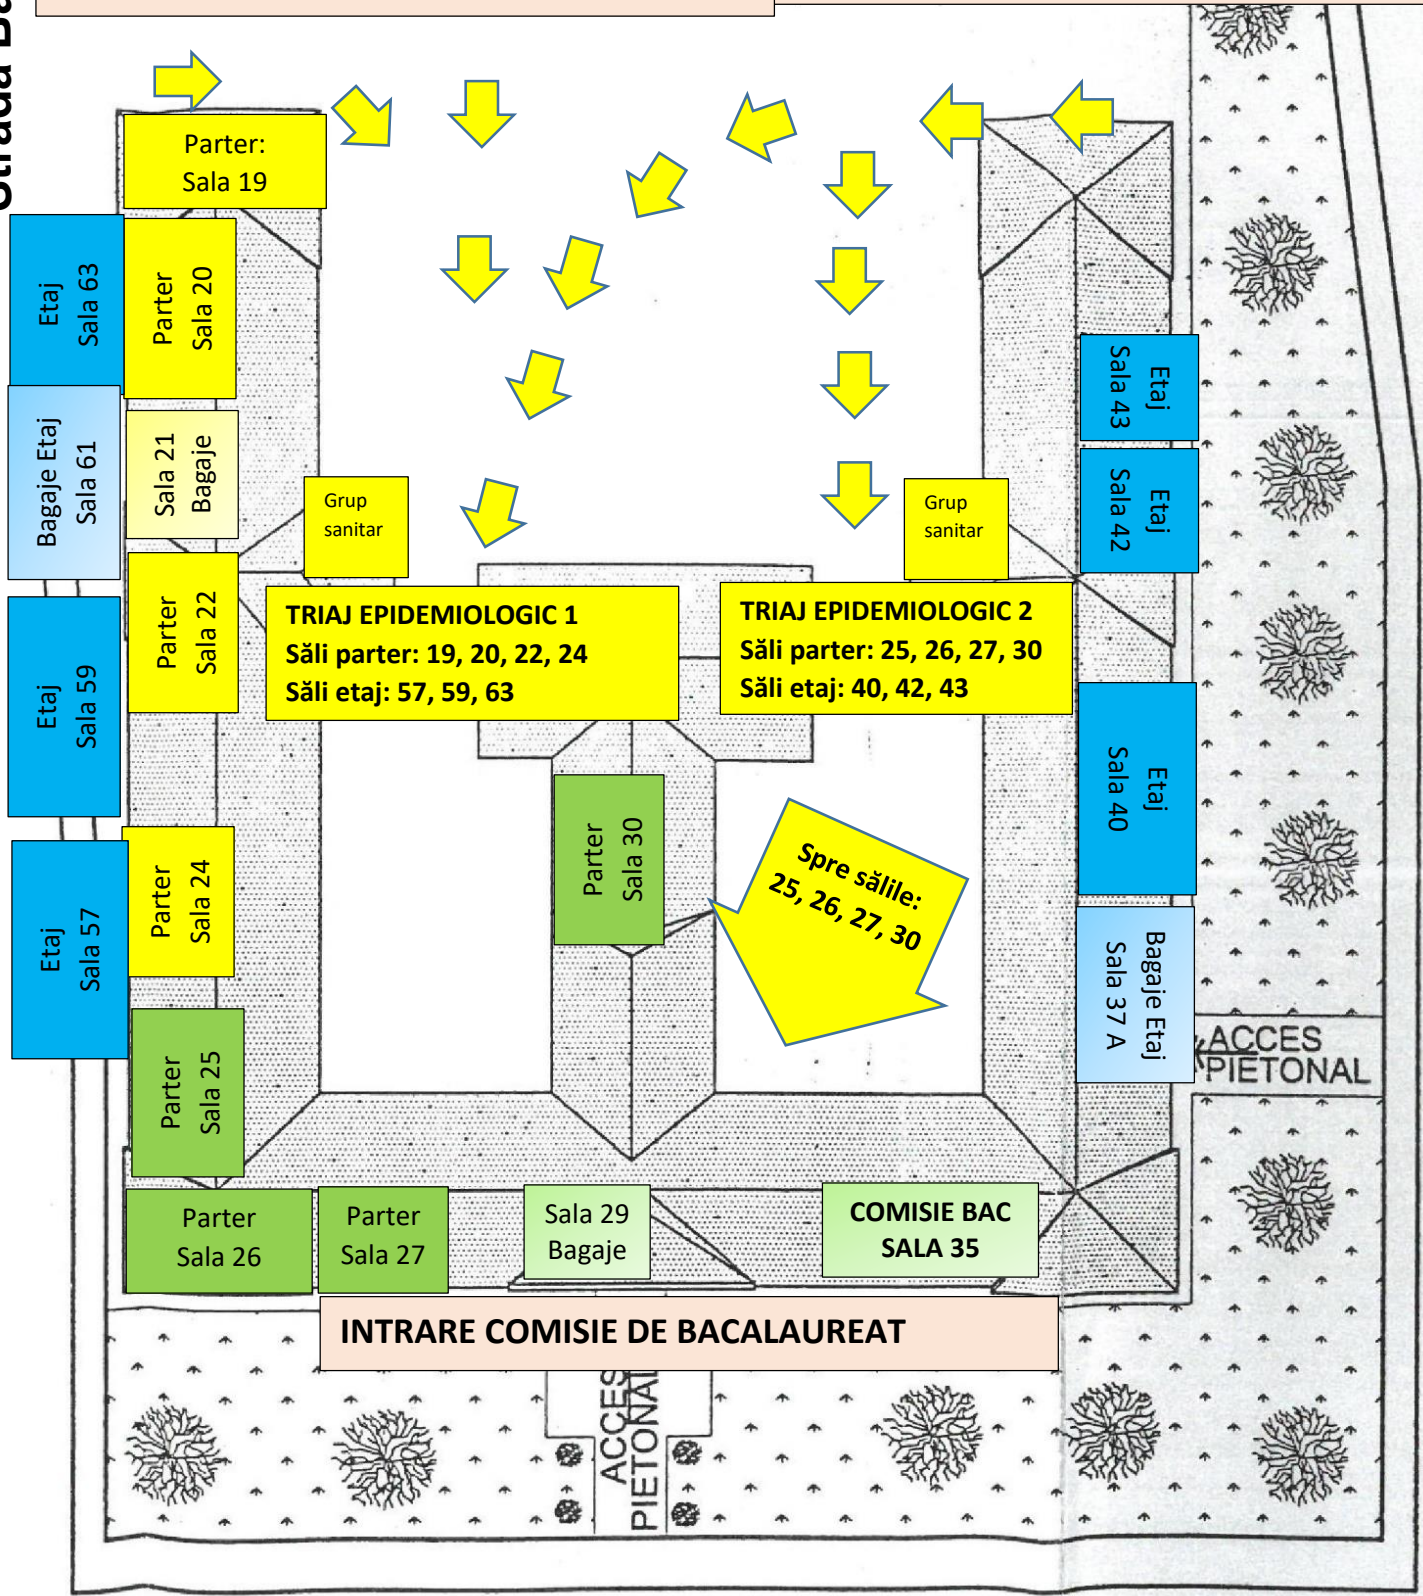 Strada
Parter:
Sala 19
Etaj
Sala 63
Parter
Sala 20
Bagaje Etaj
Sala 61
Sala 21
Bagaje
Grup
sanitar
Grup
sanitar
Etaj
Sala 43
Etaj
Sala 42
Parter
Sala 22
TRIAJ EPIDEMIOLOGIC 1
Săli parter: 19, 20, 22, 24
Săli etaj: 57, 59, 63
TRIAJ EPIDEMIOLOGIC 2
Săli parter: 25, 26, 27, 30
Săli etaj: 40, 42, 43
Etaj
Sala 59
Etaj
Sala 40
Parter
Sala 30
Spre sălile:
25, 26, 27, 30
Parter
Sala 24
Etaj
Sala 57
Bagaje Etaj
Sala 37 A
ACCES
PIETONAL
Parter
Sala 25
Parter
Sala 26
Parter
Sala 27
Sala 29
Bagaje
COMISIE BAC
SALA 35
INTRARE COMISIE DE BACALAUREAT
ACCES
PIETONAL